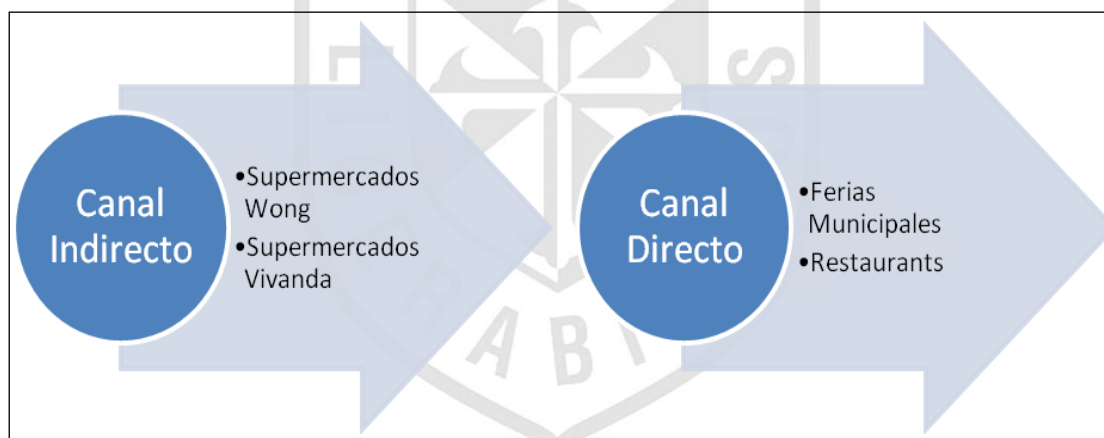 Canal
Indirecto
•Supermercados
Wong
•Supermercados
Vivanda
Canal
Directo
•Ferias
Municipales
•Restaurants